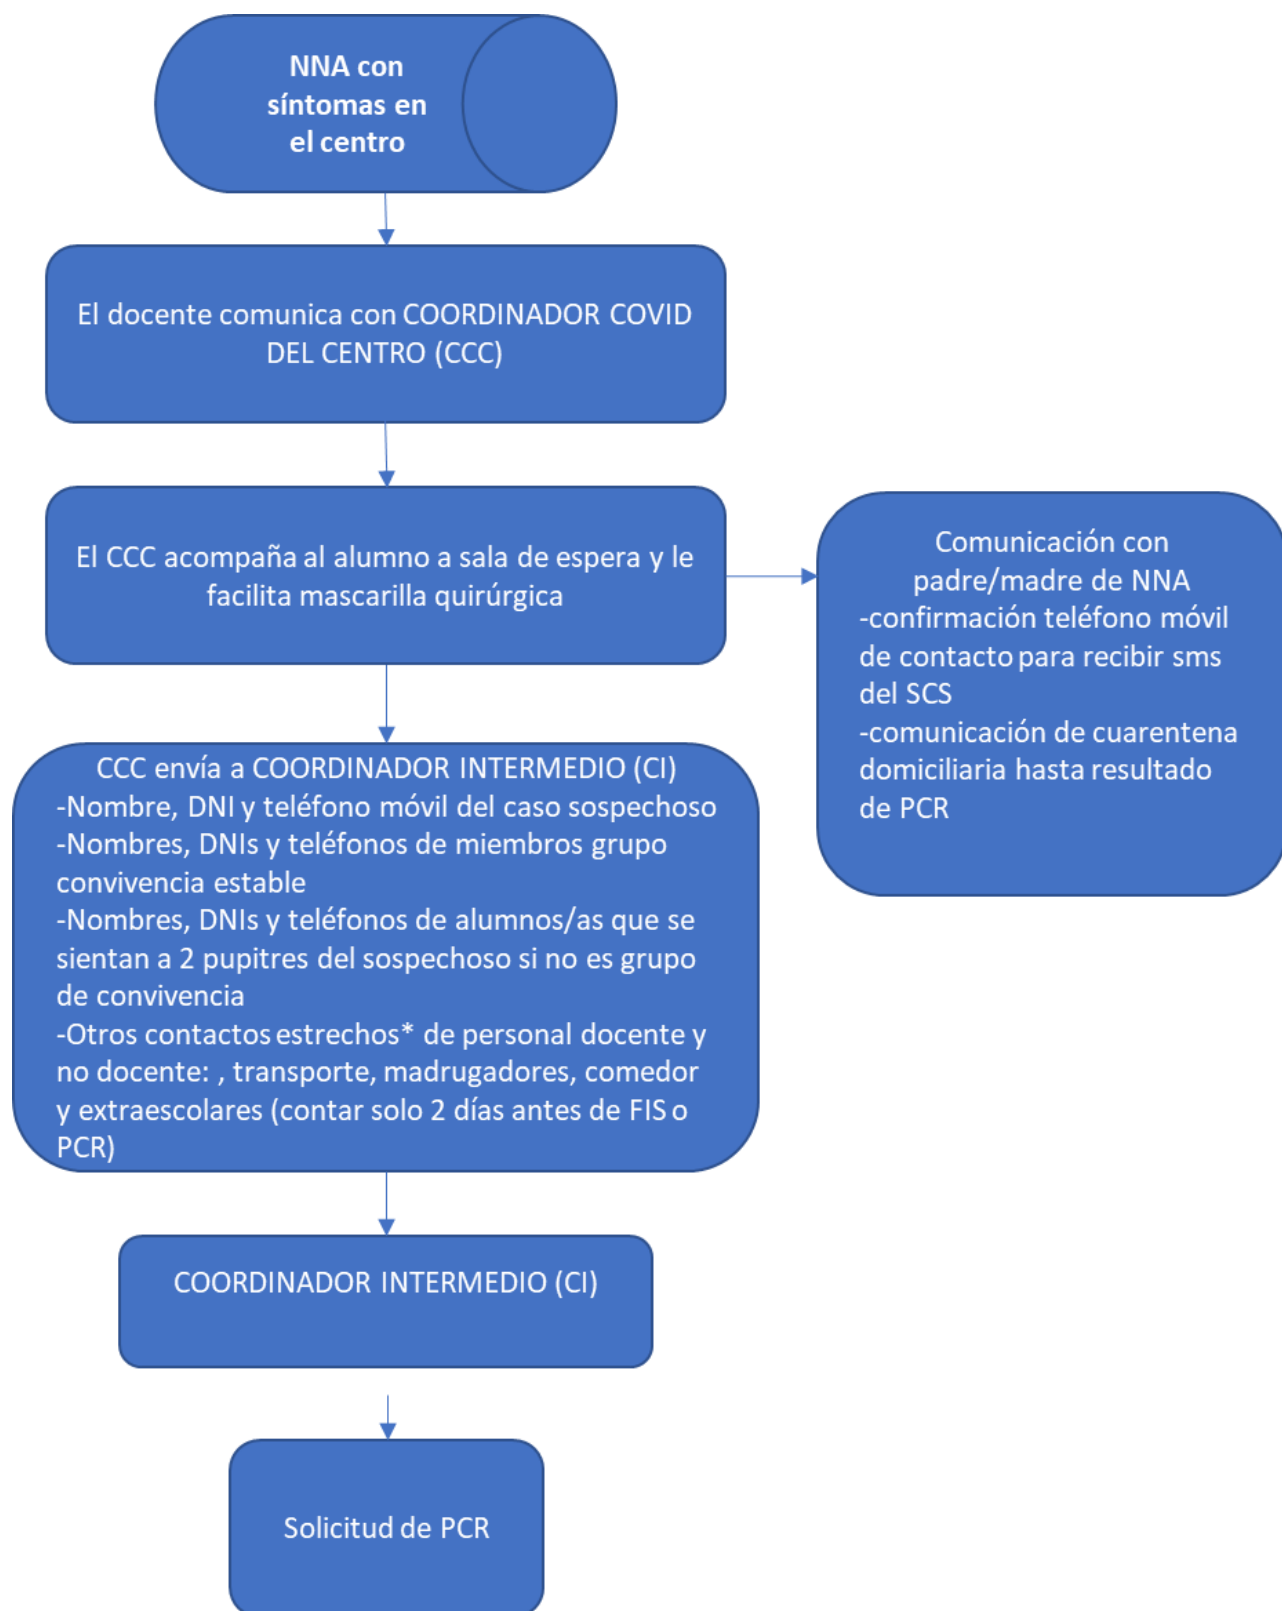 NNA con
síntomas en
el centro
El docente comunica con COORDINADOR COVID
DEL CENTRO (CCC)
El CCC acompaña al alumno a sala de espera y le
facilita mascarilla quirúrgica
Comunicación con
padre/madre de NNA
-confirmación teléfono móvil
de contacto para recibir sms
del SCS
-comunicación de cuarentena
domiciliaria hasta resultado
de PCR
CCC envía a COORDINADOR INTERMEDIO (CI)
-Nombre, DNI y teléfono móvil del caso sospechoso
-Nombres, DNIs y teléfonos de miembros grupo
convivencia estable
-Nombres, DNIs y teléfonos de alumnos/as que se
sientan a 2 pupitres del sospechoso si no es grupo
de convivencia
-Otros contactos estrechos* de personal docente y
no docente: , transporte, madrugadores, comedor
y extraescolares (contar solo 2 días antes de FIS o
PCR)
COORDINADOR INTERMEDIO (CI)
Solicitud de PCR